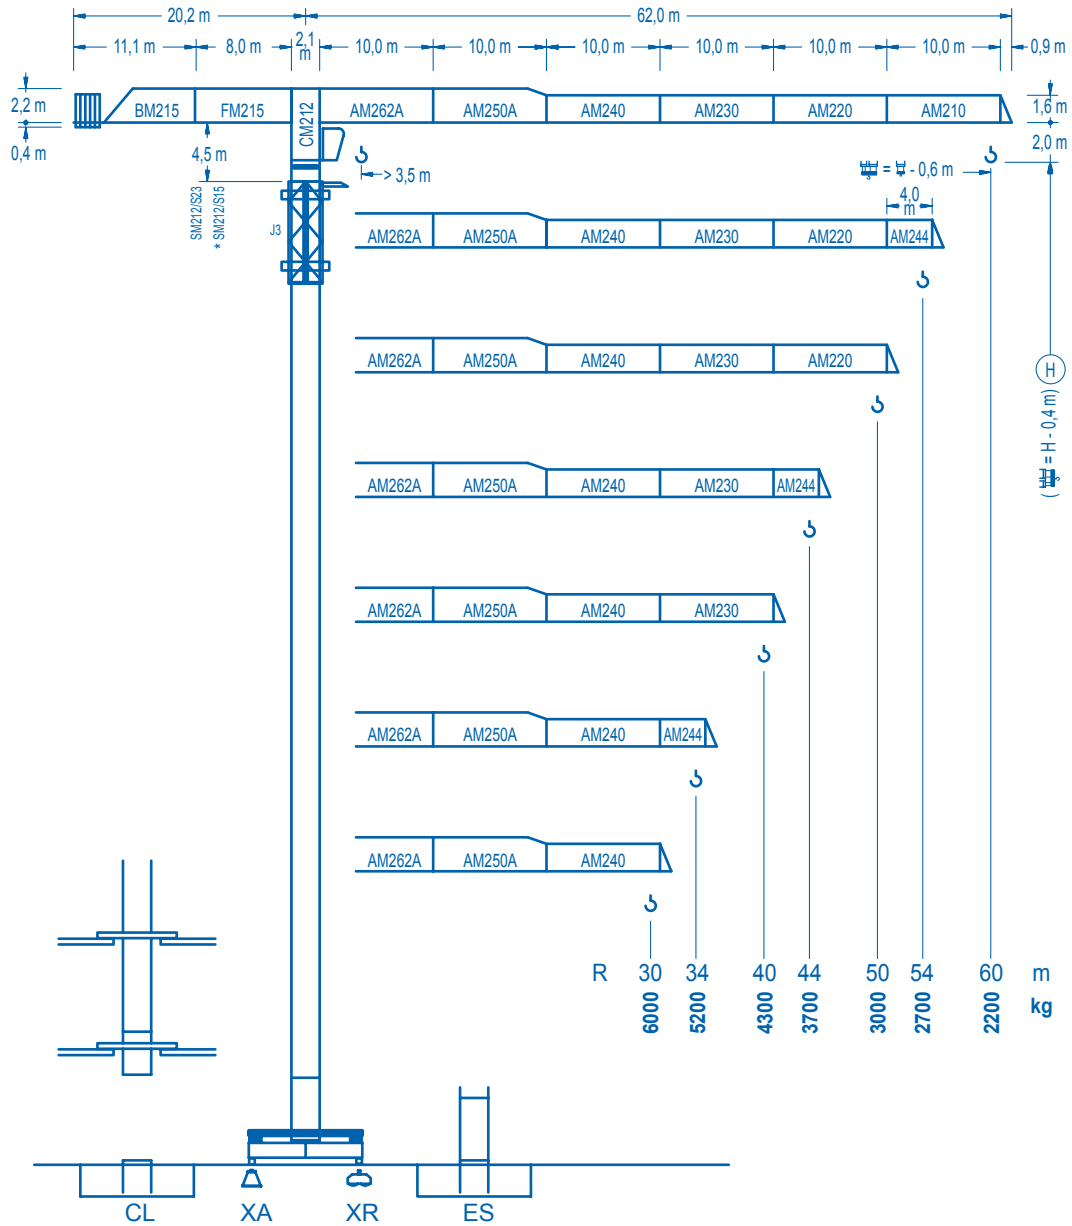 20,2 m 62,0 m
11,1 m 8,0 m 2,1 m 10,0 m 10,0 m 10,0 m 10,0 m 10,0 m 10,0 m 0,9 m
2,2 m BM215 FM215 CM212 AM262A AM250A AM240 AM230 AM220 AM210 1,6 m
0,4 m 4,5 m 2,0 m
> 3,5 m = - 0,6 m
4,0 m
SM212/S23
* SM212/S15
J3
AM262A AM250A AM240 AM230 AM220 AM244
AM262A AM250A AM240 AM230 AM220
H
( = H - 0,4 m)
AM262A AM250A AM240 AM230 AM244
AM262A AM250A AM240 AM230
AM262A AM250A AM240 AM244
AM262A AM250A AM240
R 30 34 40 44 50 54 60 m
6000 5200 4300 3700 3000 2700 2200 kg
CL XA XR ES